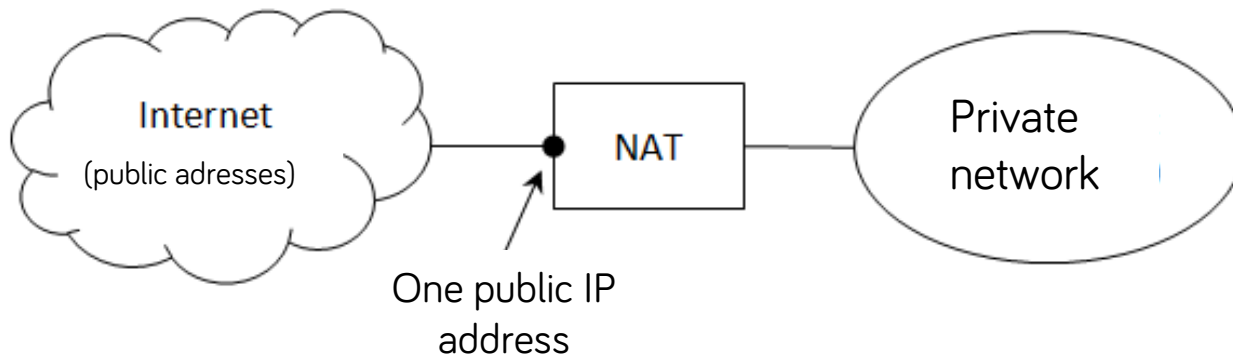 Internet
(public adresses)
NAT
Private
network
One public IP
address